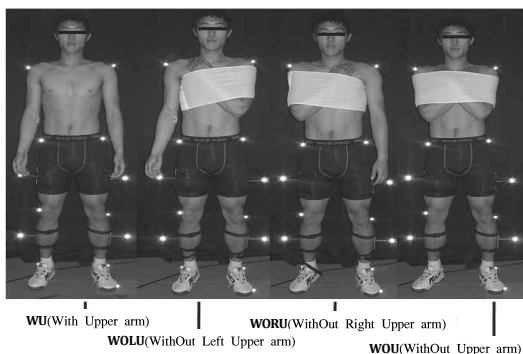 WU(With Upper arm)
WOLU(WithOut Left Upper arm)
WORU(WithOut Right Upper arm)
WOU(WithOut Upper arm)